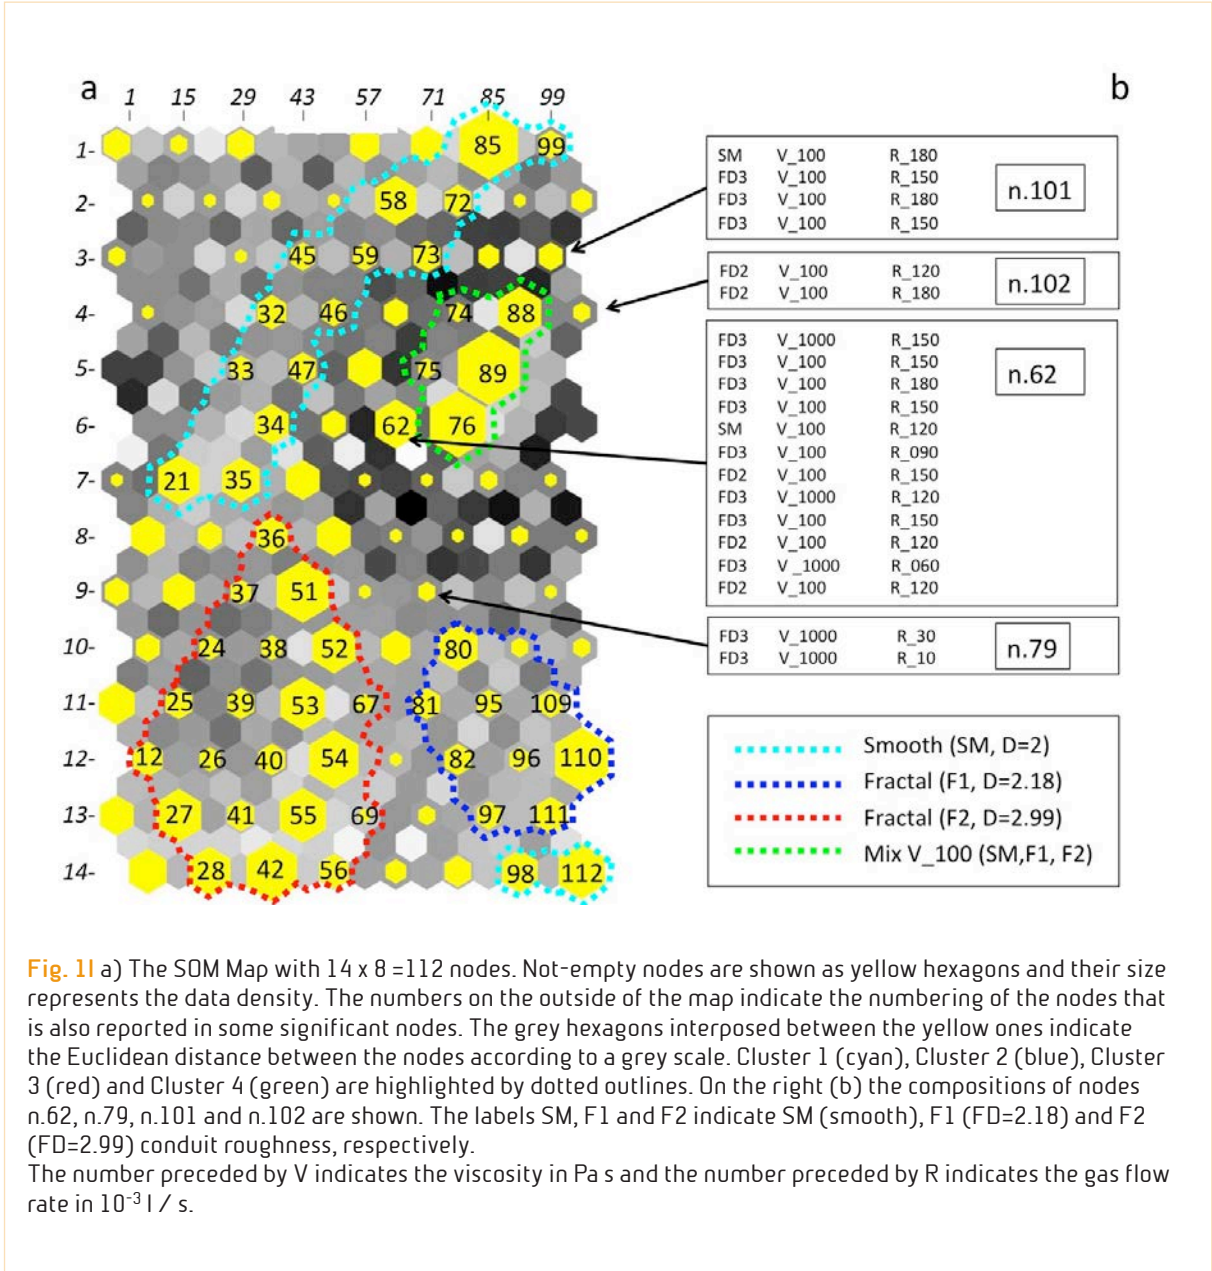 a
b
1 15 29 43 57 71 85 99
1- 85 99
2- 58 72
3- 45 59 73
4- 32 46 74 88
5- 33 47 75 89
6- 34 62 76
7- 21 35
8- 36
9- 37 51
10- 24 38 52 80
11- 25 39 53 67 81 95 109
12- 12 26 40 54 82 96 110
13- 27 41 55 69 97 111
14- 28 42 56 98 112
SM V_100 R_180
FD3 V_100 R_150
FD3 V_100 R_180
FD3 V_100 R_150
n.101
FD2 V_100 R_120
FD2 V_100 R_180
n.102
FD3 V_1000 R_150
FD3 V_100 R_150
FD3 V_100 R_180
FD3 V_100 R_150
SM V_100 R_120
FD3 V_100 R_090
FD2 V_100 R_150
FD3 V_1000 R_120
FD3 V_100 R_150
FD2 V_100 R_120
FD3 V _1000 R_060
FD2 V_100 R_120
n.62
FD3 V_1000 R_30
FD3 V_1000 R_10
n.79
Smooth (SM, D=2)
Fractal (F1, D=2.18)
Fractal (F2, D=2.99)
Mix V_100 (SM,F1, F2)
Fig. 1I a) The SOM Map with 14 x 8 =112 nodes. Not-empty nodes are shown as yellow hexagons and their size
represents the data density. The numbers on the outside of the map indicate the numbering of the nodes that
is also reported in some significant nodes. The grey hexagons interposed between the yellow ones indicate
the Euclidean distance between the nodes according to a grey scale. Cluster 1 (cyan), Cluster 2 (blue), Cluster
3 (red) and Cluster 4 (green) are highlighted by dotted outlines. On the right (b) the compositions of nodes
n.62, n.79, n.101 and n.102 are shown. The labels SM, F1 and F2 indicate SM (smooth), F1 (FD=2.18) and F2
(FD=2.99) conduit roughness, respectively.
The number preceded by V indicates the viscosity in Pa s and the number preceded by R indicates the gas flow
rate in 10⁻³ l / s.